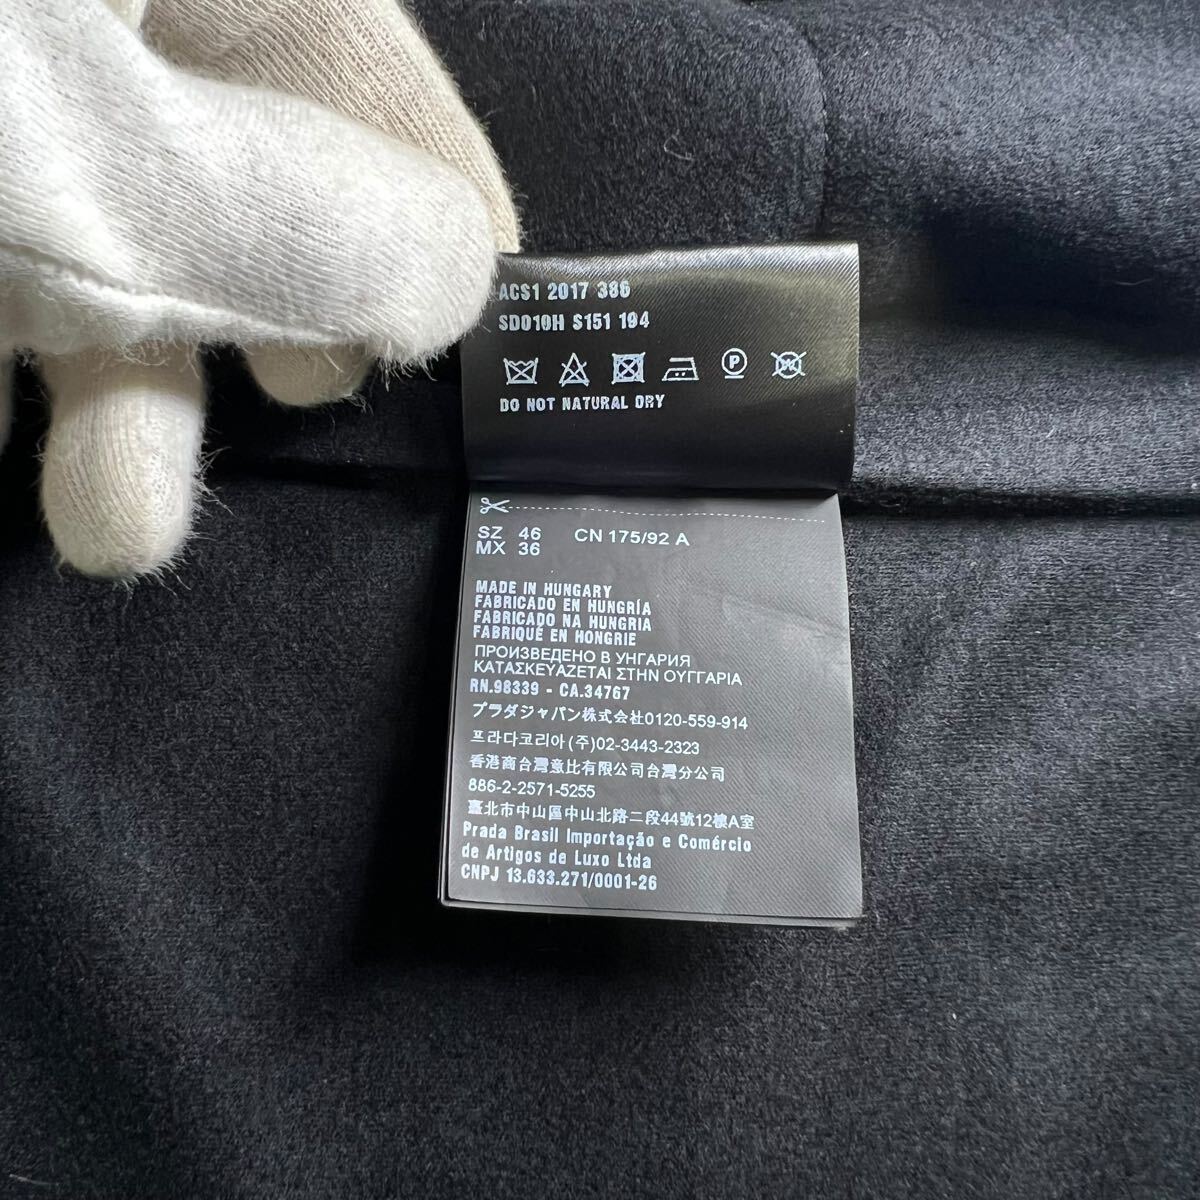 ACS1 2017 386
SD010H S151 194
P
DO NOT NATURAL DRY
SZ 46 CN 175/92 A
MX 36
MADE IN HUNGARY
FABRICADO EN HUNGRÍA
FABRICADO NA HUNGRIA
FABRIQUÉ EN HONGRIE
ПРОИЗВЕДЕНО В УНГАРИЯ
ΚΑΤΑΣΚΕΥΑΖΕΤΑΙ ΣΤΗΝ ΟΥΓΓΑΡΙΑ
RN.98339 - CA.34767
プラダジャパン株式会社0120-559-914
프라다코리아(주)02-3443-2323
香港商台灣意比有限公司台灣分公司
886-2-2571-5255
臺北市中山區中山北路二段44號12樓A室
Prada Brasil Importação e Comércio
de Artigos de Luxo Ltda
CNPJ 13.633.271/0001-26